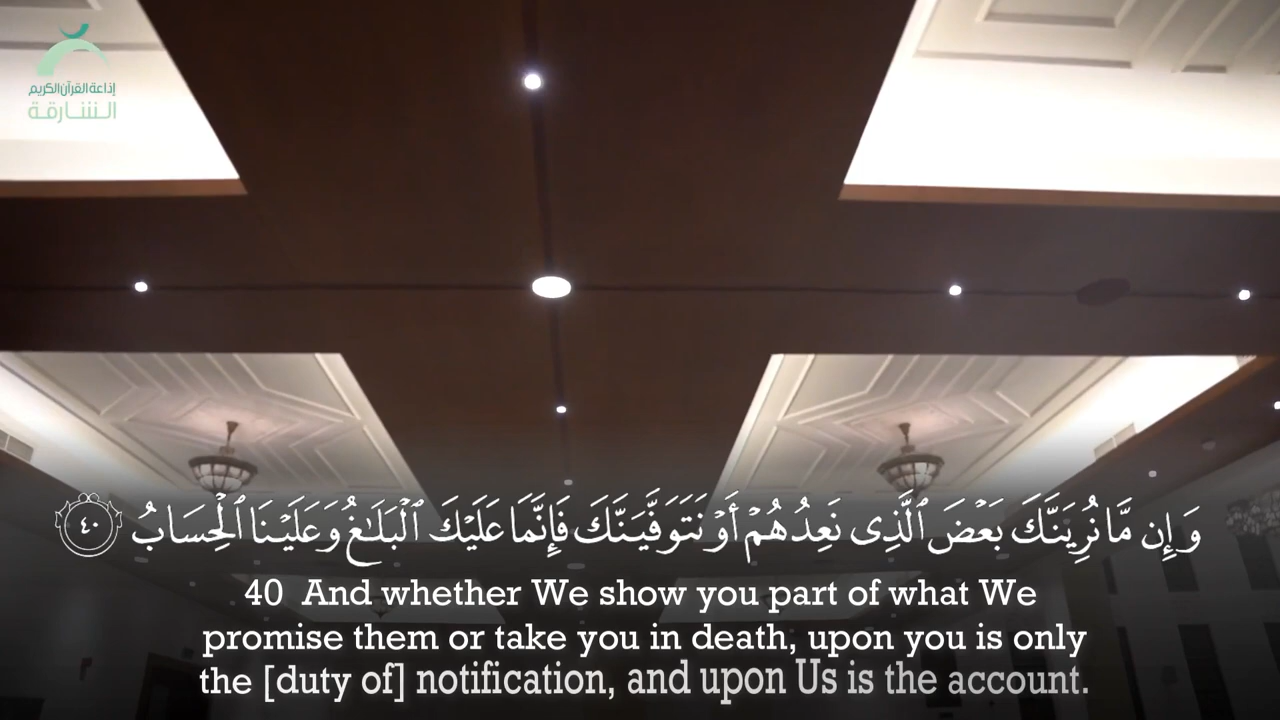 إذاعة القرآن الكريم
الشارقة
وَإِن مَّا نُرِيَنَّكَ بَعْضَ ٱلَّذِى نَعِدُهُمْ أَوْ نَتَوَفَّيَنَّكَ فَإِنَّمَا عَلَيْكَ ٱلْبَلَـٰغُ وَعَلَيْنَا ٱلْحِسَابُ ٤٠
40 And whether We show you part of what We
promise them or take you in death, upon you is only
the [duty of] notification, and upon Us is the account.